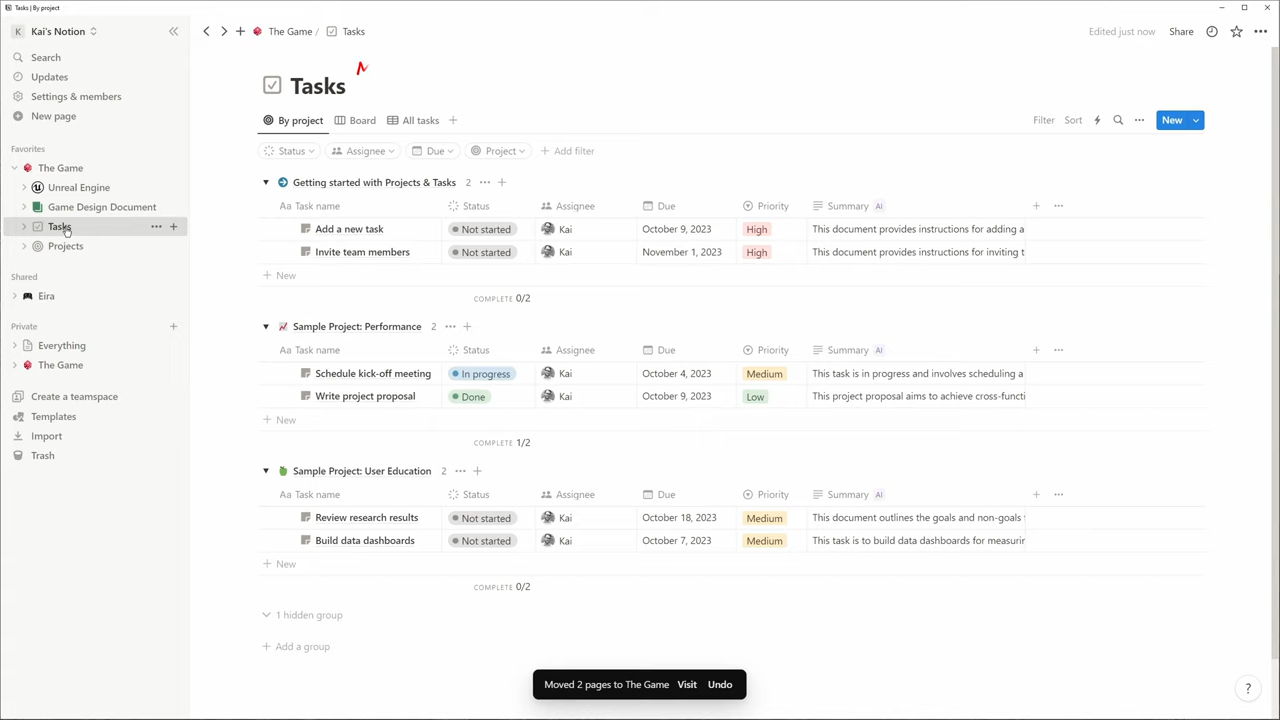 Tasks | By project
K Kai's Notion
Search
Updates
Settings & members
New page
Favorites
The Game
Unreal Engine
Game Design Document
Tasks
Projects
Shared
Eira
Private
Everything
The Game
Create a teamspace
Templates
Import
Trash
The Game / Tasks
Edited just now Share
Tasks
By project Board All tasks
Filter Sort New
Status Assignee Due Project Add filter
Getting started with Projects & Tasks 2
Aa Task name Status Assignee Due Priority Summary AI
Add a new task Not started Kai October 9, 2023 High This document provides instructions for adding a
Invite team members Not started Kai November 1, 2023 High This document provides instructions for inviting t
New
COMPLETE 0/2
Sample Project: Performance 2
Aa Task name Status Assignee Due Priority Summary AI
Schedule kick-off meeting In progress Kai October 4, 2023 Medium This task is in progress and involves scheduling a
Write project proposal Done Kai October 9, 2023 Low This project proposal aims to achieve cross-functi
New
COMPLETE 1/2
Sample Project: User Education 2
Aa Task name Status Assignee Due Priority Summary AI
Review research results Not started Kai October 18, 2023 Medium This document outlines the goals and non-goals
Build data dashboards Not started Kai October 7, 2023 Medium This task is to build data dashboards for measurin
New
COMPLETE 0/2
1 hidden group
Add a group
Moved 2 pages to The Game Visit Undo
?